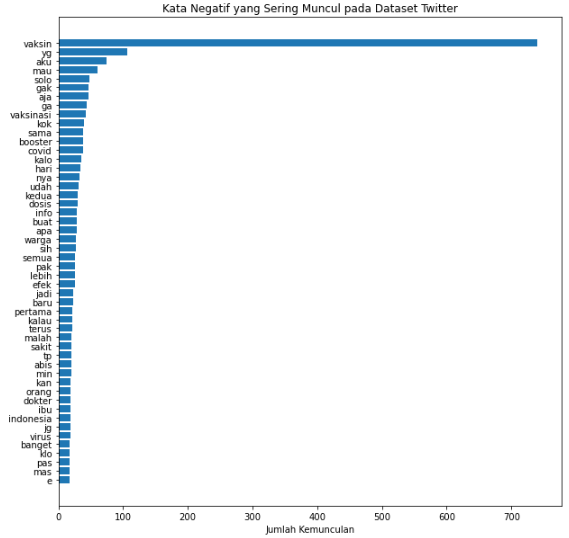 Kata Negatif yang Sering Muncul pada Dataset Twitter
vaksin
yg
aku
mau
solo
gak
aja
ga
vaksinasi
kok
sama
booster
covid
kalo
hari
nya
udah
kedua
dosis
info
buat
apa
warga
sih
semua
pak
lebih
efek
jadi
baru
pertama
kalau
terus
malah
sakit
tp
abis
min
kan
orang
dokter
ibu
indonesia
jg
virus
banget
klo
pas
mas
e
0 100 200 300 400 500 600 700
Jumlah Kemunculan